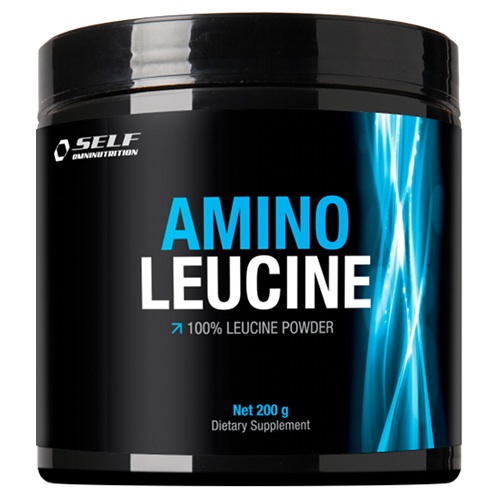 SELF
OMNINUTRITION
AMINO
LEUCINE
100% LEUCINE POWDER
Net 200 g
Dietary Supplement